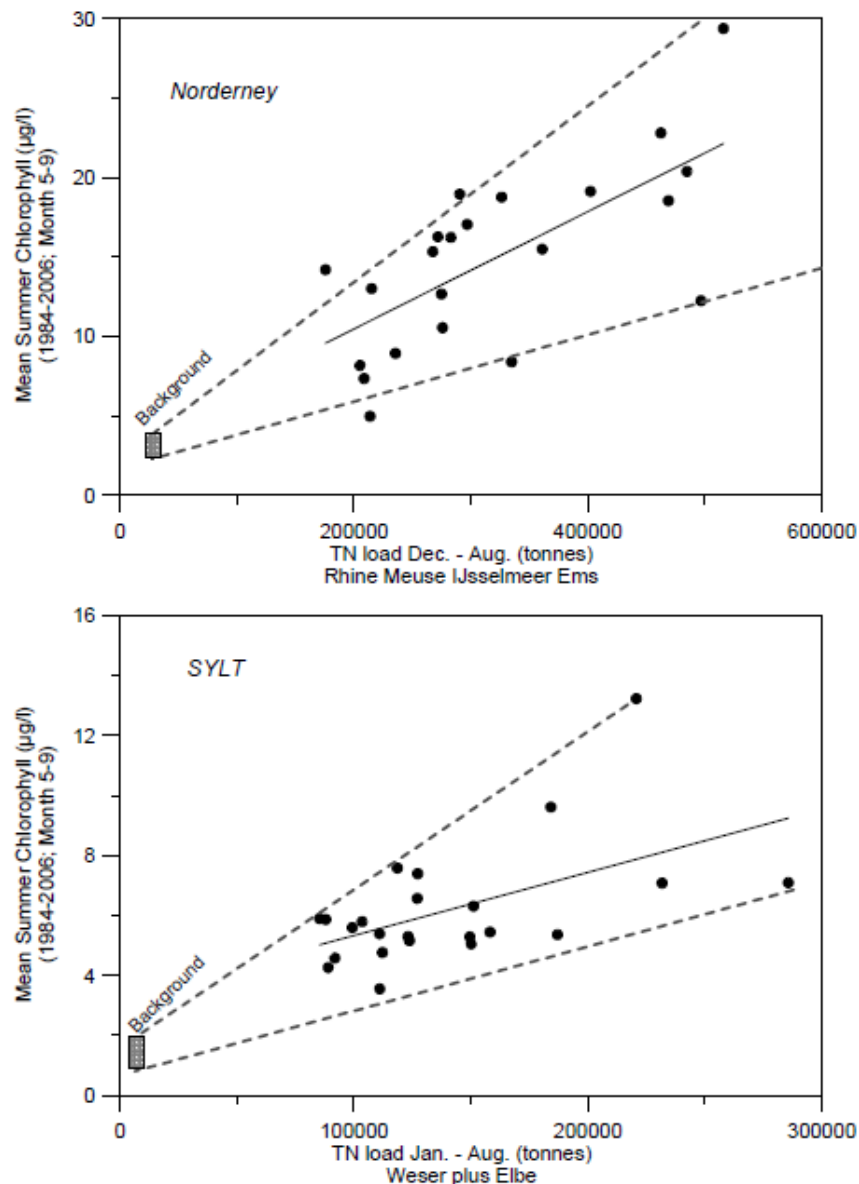 30
20
10
0
Mean Summer Chlorophyll (µg/l)
(1984-2006; Month 5-9)
Norderney
Background
0 200000 400000 600000
TN load Dec. - Aug. (tonnes)
Rhine Meuse IJsselmeer Ems
16
12
8
4
0
Mean Summer Chlorophyll (µg/l)
(1984-2006; Month 5-9)
SYLT
Background
0 100000 200000 300000
TN load Jan. - Aug. (tonnes)
Weser plus Elbe